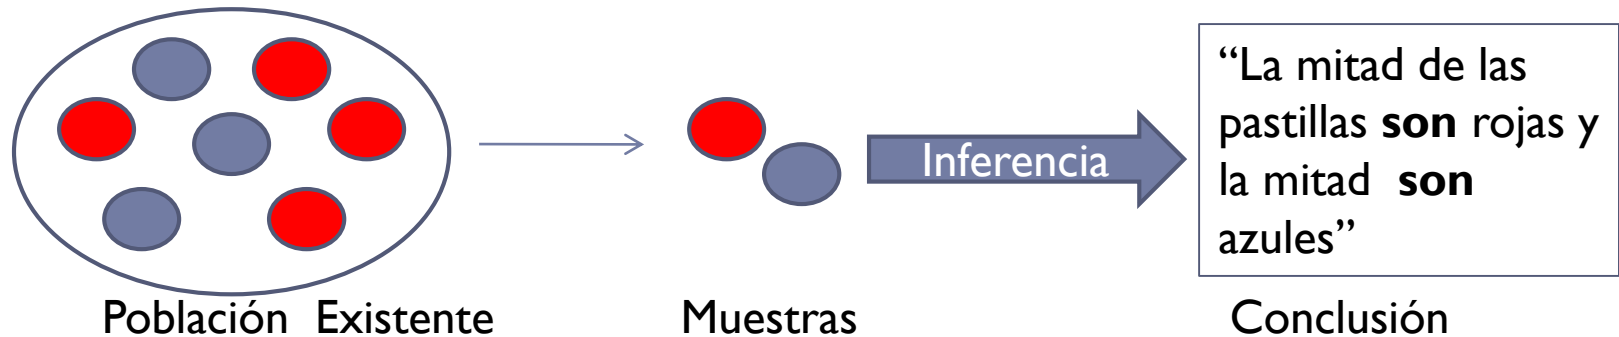 “La mitad de las
pastillas son rojas y
la mitad son
azules”
Inferencia
Población Existente
Muestras
Conclusión